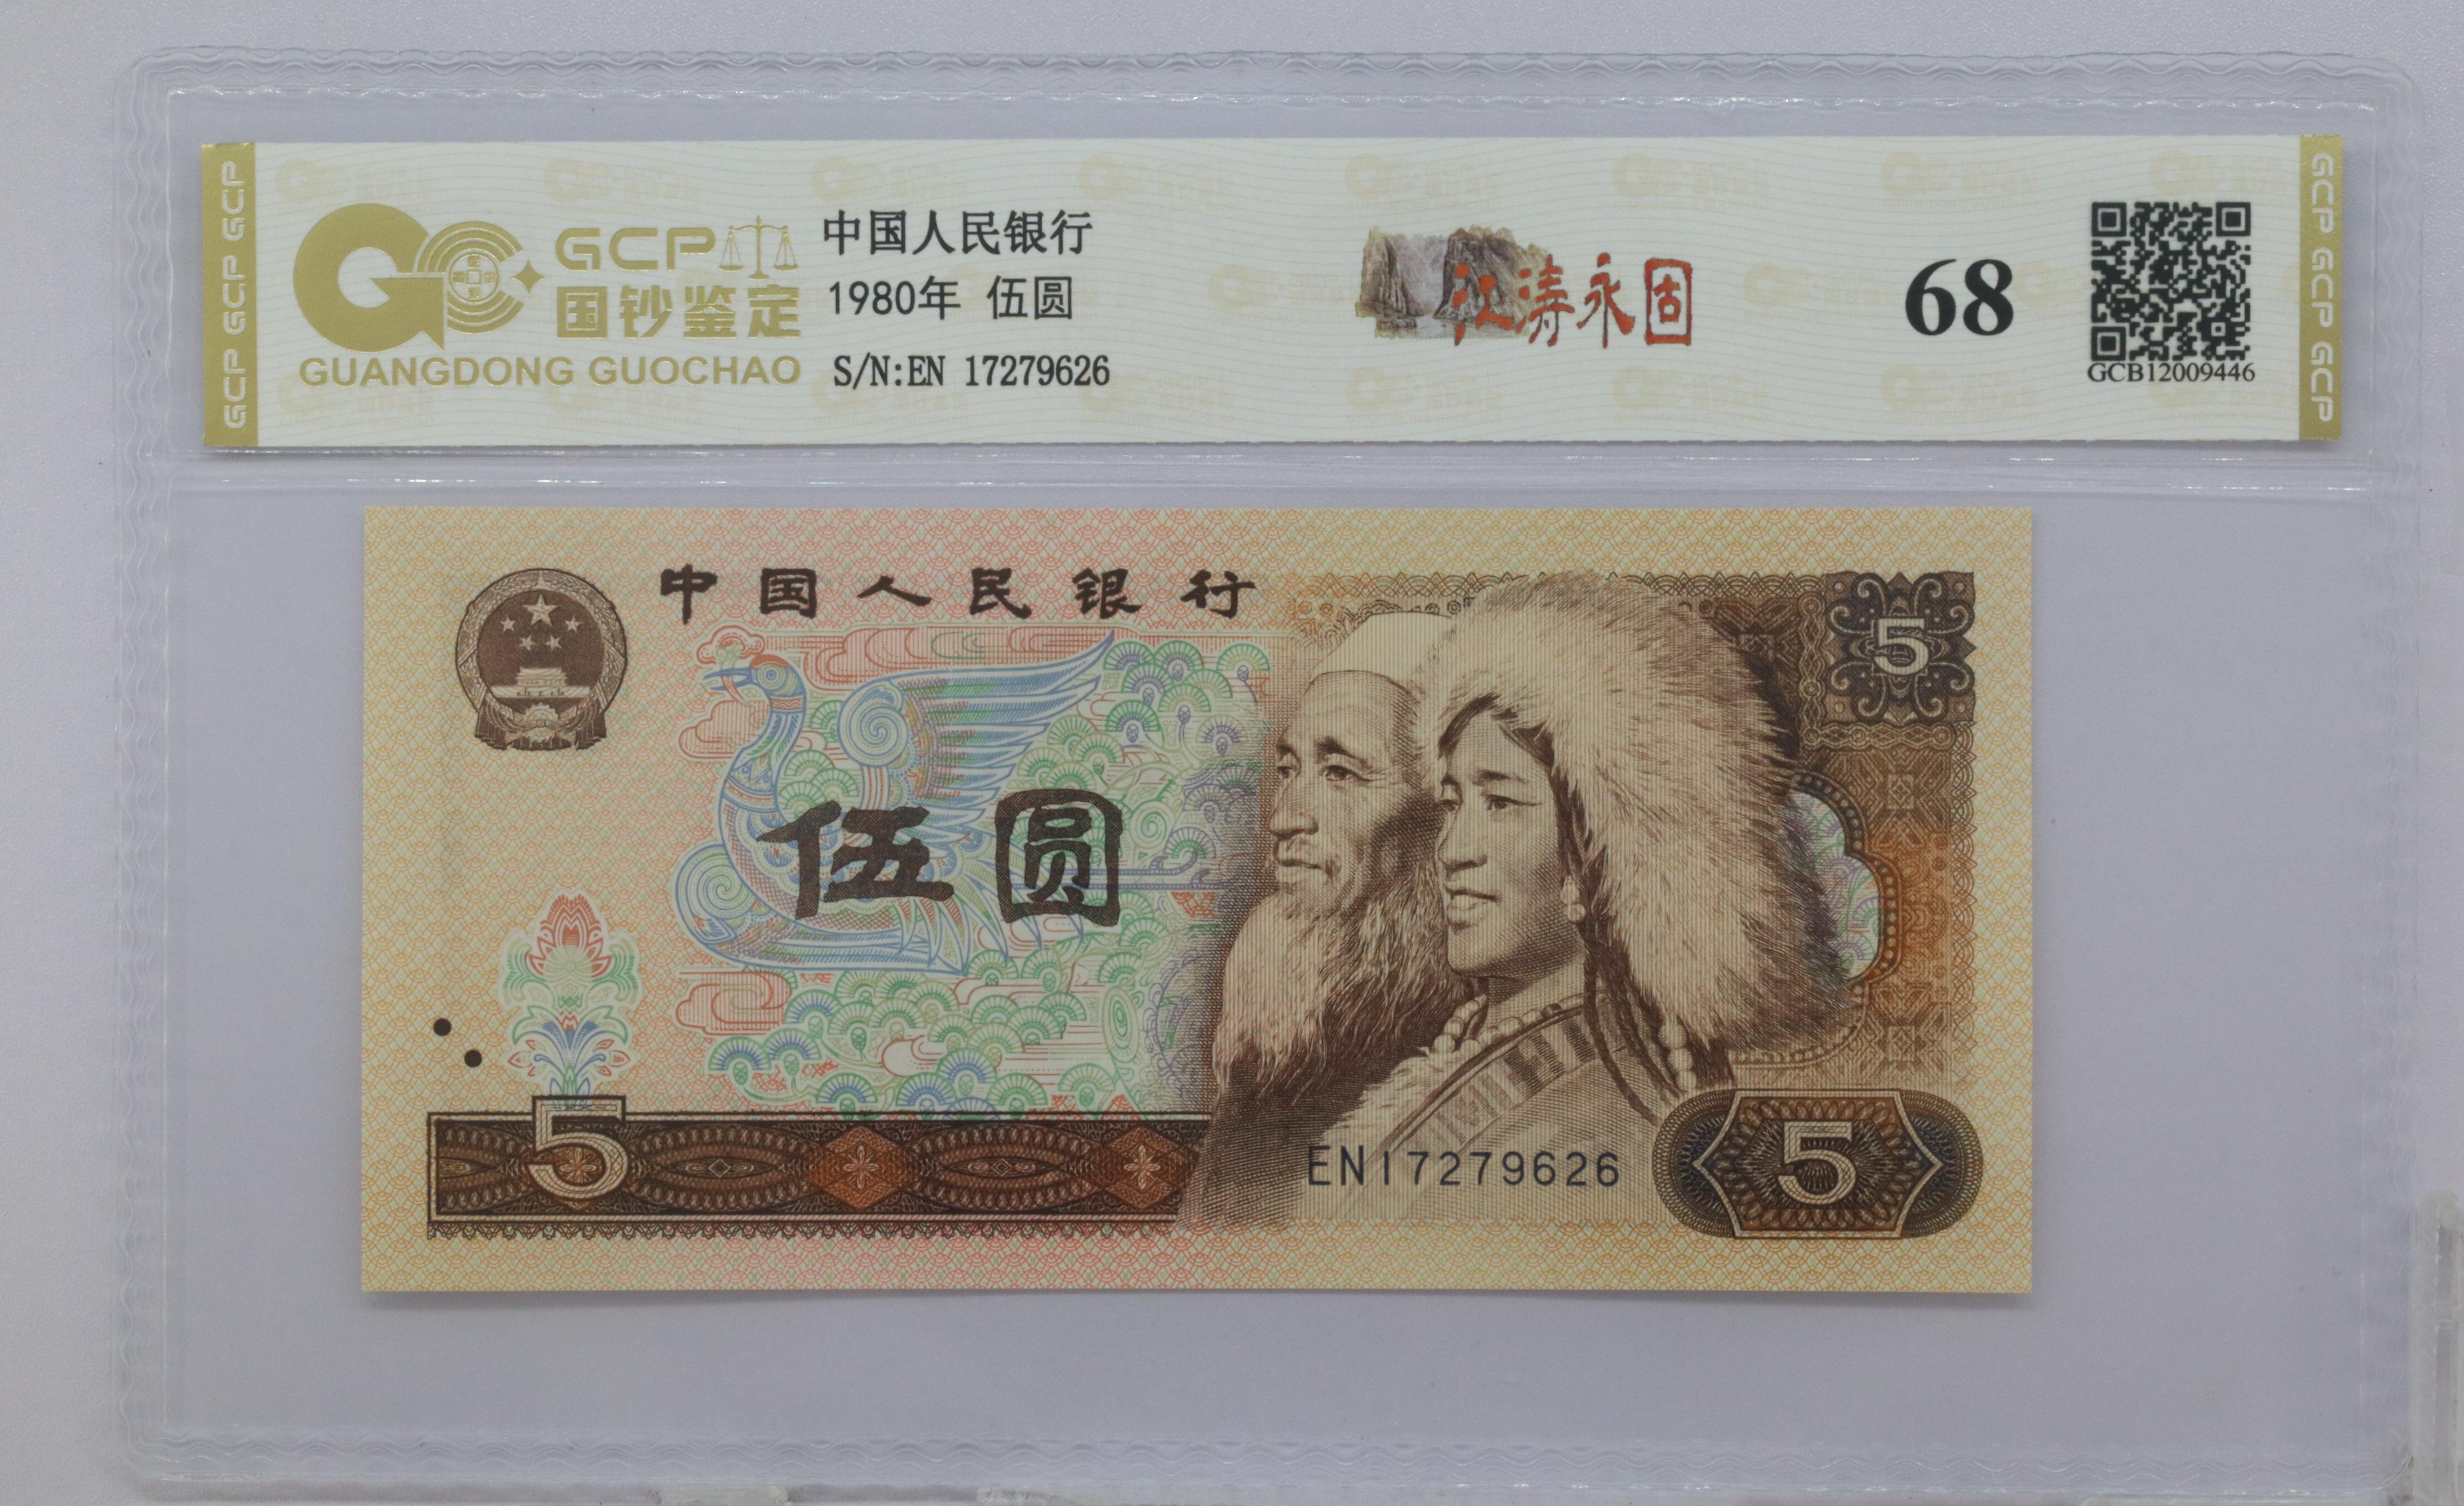 GCP GCP GCP
GCP
国钞鉴定
GUANGDONG GUOCHAO
中国人民银行
1980年 伍圆
S/N:EN 17279626
江涛永固
68
GCB12009446
GCP GCP GCP
中国人民银行
5
伍圆
5
EN17279626
5